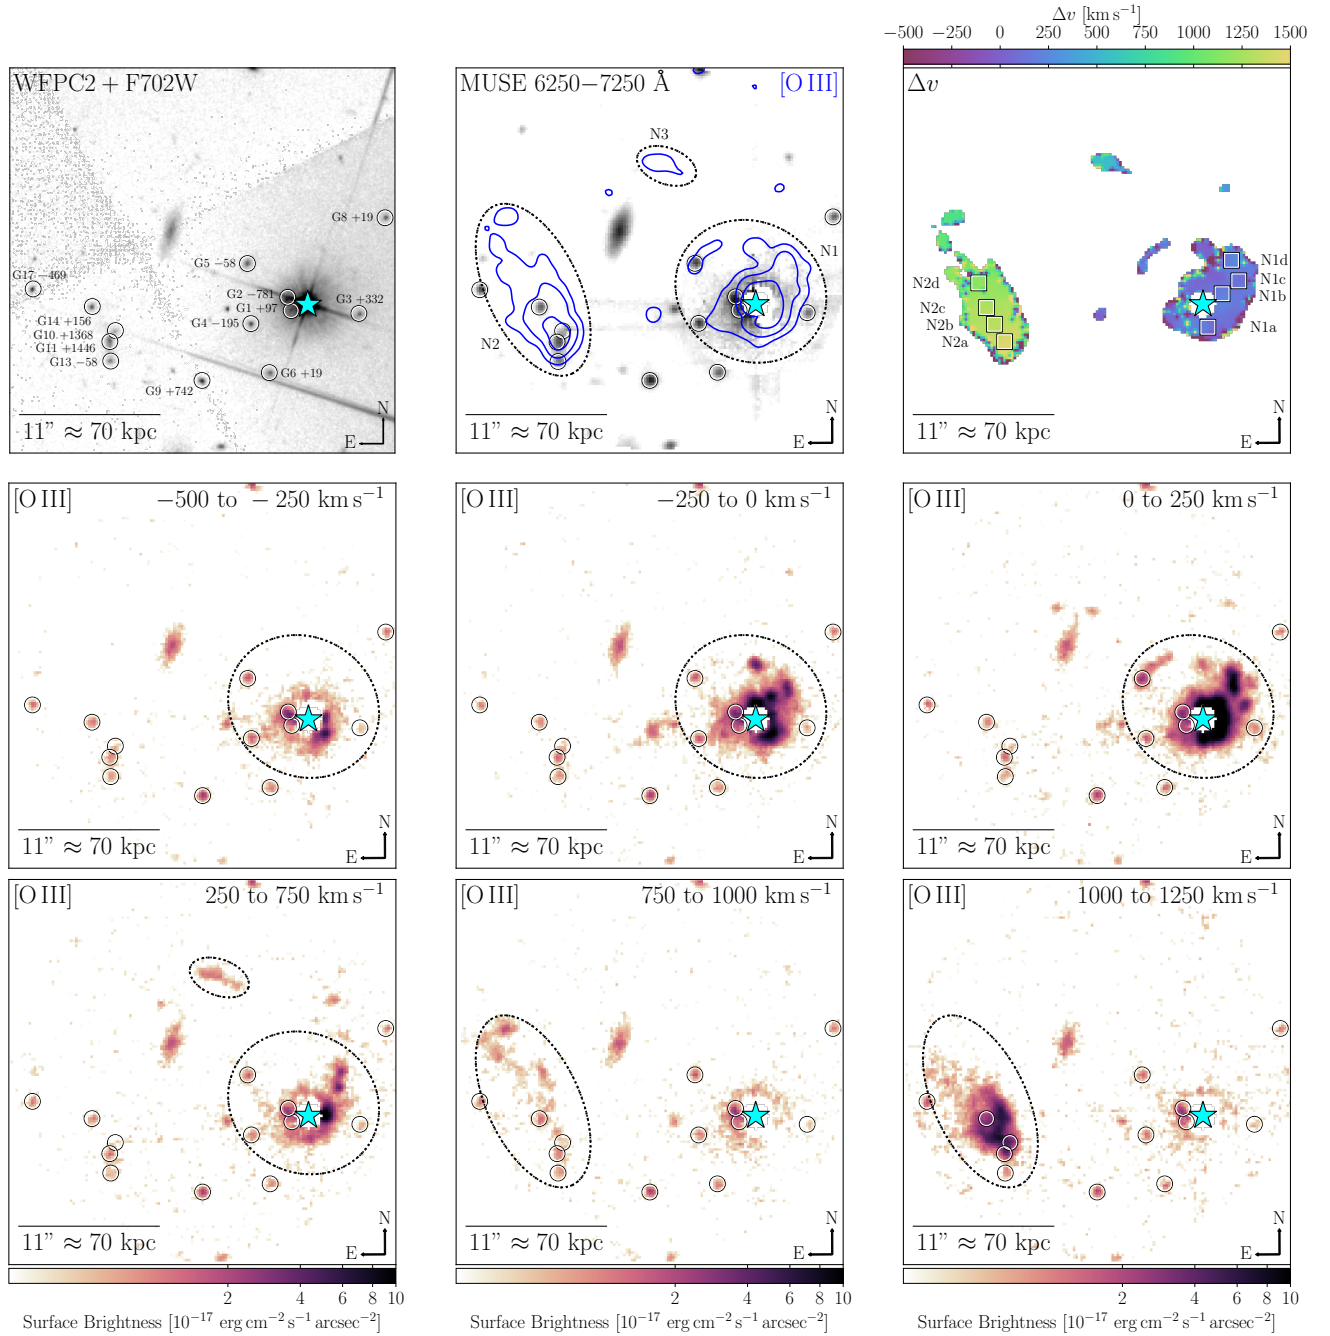 Δv [km s⁻¹]
−500 −250 0 250 500 750 1000 1250 1500
WFPC2 + F702W
G8 +19
G5 −58
G17 −469
G2 −781
G1 +97
G3 +332
G14 +156
G4 −195
G10 +1368
G11 +1446
G13 −58
G6 +19
G9 +742
11” ≈ 70 kpc
N
E
MUSE 6250−7250 Å [O III]
N3
N1
N2
11” ≈ 70 kpc
N
E
Δv
N1d
N1c
N1b
N1a
N2d
N2c
N2b
N2a
11” ≈ 70 kpc
N
E
[O III] −500 to − 250 km s⁻¹
11” ≈ 70 kpc
N
E
[O III] −250 to 0 km s⁻¹
11” ≈ 70 kpc
N
E
[O III] 0 to 250 km s⁻¹
11” ≈ 70 kpc
N
E
[O III] 250 to 750 km s⁻¹
11” ≈ 70 kpc
N
E
[O III] 750 to 1000 km s⁻¹
11” ≈ 70 kpc
N
E
[O III] 1000 to 1250 km s⁻¹
11” ≈ 70 kpc
N
E
2 4 6 8 10
Surface Brightness [10⁻¹⁷ erg cm⁻² s⁻¹ arcsec⁻²]
2 4 6 8 10
Surface Brightness [10⁻¹⁷ erg cm⁻² s⁻¹ arcsec⁻²]
2 4 6 8 10
Surface Brightness [10⁻¹⁷ erg cm⁻² s⁻¹ arcsec⁻²]